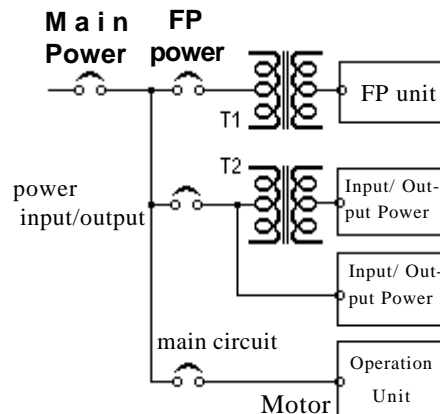 Main
Power
FP
power
FP unit
T1
T2
power
input/output
Input/ Out-
put Power
Input/ Out-
put Power
main circuit
Operation
Unit
Motor